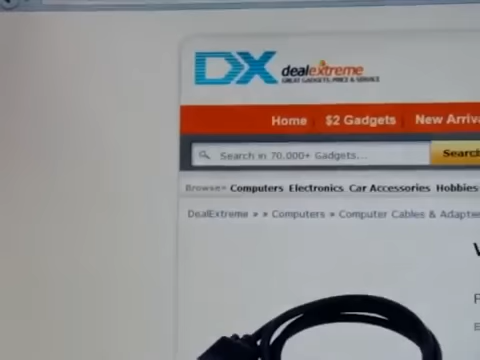 DX dealextreme
GREAT GADGETS, PRICE & SERVICE
Home $2 Gadgets New Arriva
Search in 70,000+ Gadgets... Search
Browse> Computers Electronics Car Accessories Hobbies
DealExtreme » » Computers » Computer Cables & Adapte